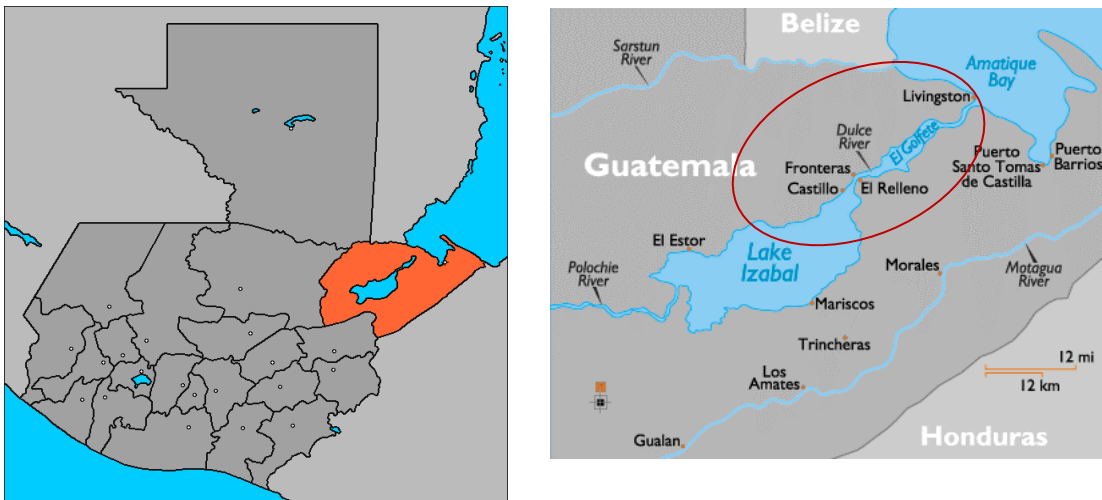 Belize
Sarstun
River
Amatique
Bay
Livingston
Dulce
River
El Golfete
Guatemala
Fronteras
Castillo
El Relleno
Puerto
Santo Tomas
de Castilla
Puerto
Barrios
El Estor
Lake
Izabal
Polochie
River
Morales
Motagua
River
Mariscos
Trincheras
12 mi
12 km
Los
Amates
Gualan
Honduras